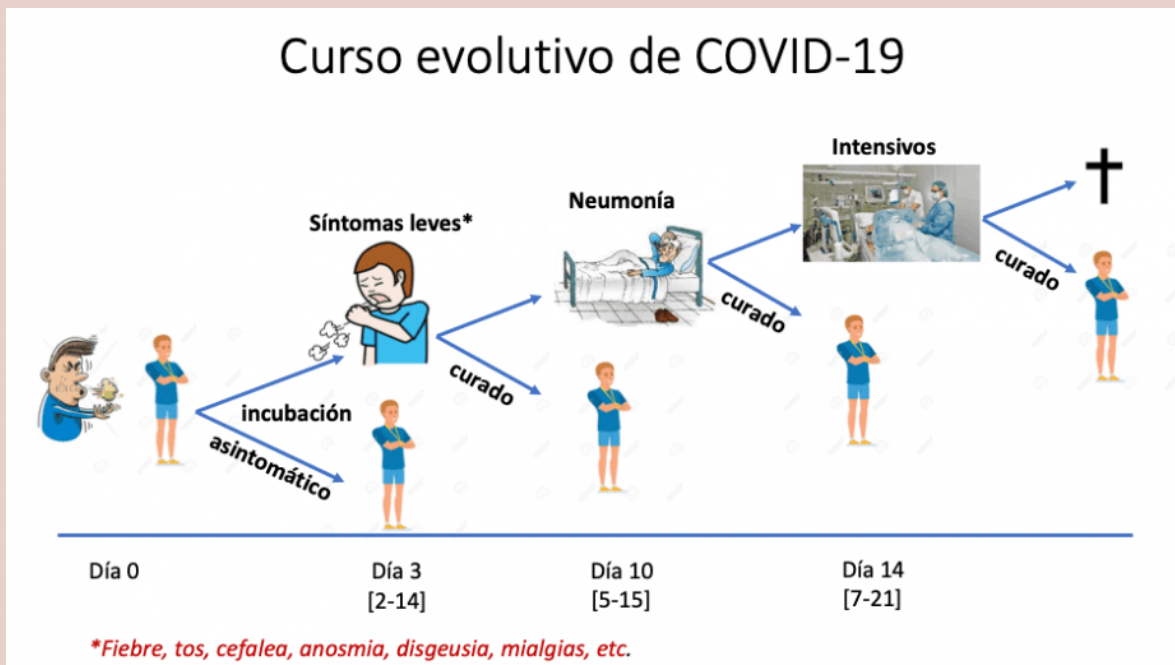 Curso evolutivo de COVID-19
Intensivos
Neumonía
Síntomas leves*
curado
curado
curado
incubación
asintomático
Día 0
Día 3
[2-14]
Día 10
[5-15]
Día 14
[7-21]
*Fiebre, tos, cefalea, anosmia, disgeusia, mialgias, etc.